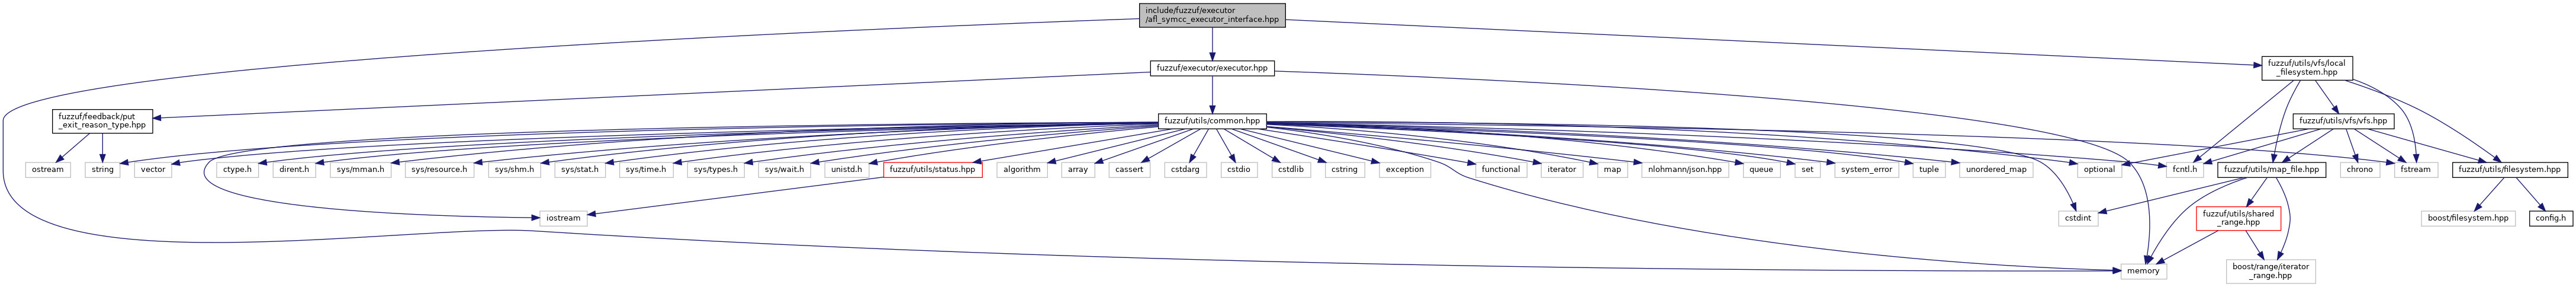 include/fuzzuf/executor
/afl_symcc_executor_interface.hpp
fuzzuf/executor/executor.hpp
fuzzuf/utils/vfs/local
_filesystem.hpp
fuzzuf/feedback/put
_exit_reason_type.hpp
fuzzuf/utils/common.hpp
fuzzuf/utils/vfs/vfs.hpp
ostream
string
vector
ctype.h
dirent.h
sys/mman.h
sys/resource.h
sys/shm.h
sys/stat.h
sys/time.h
sys/types.h
sys/wait.h
unistd.h
fuzzuf/utils/status.hpp
algorithm
array
cassert
cstdarg
cstdio
cstdlib
cstring
exception
functional
iterator
map
nlohmann/json.hpp
queue
set
system_error
tuple
unordered_map
optional
fcntl.h
fuzzuf/utils/map_file.hpp
chrono
fstream
fuzzuf/utils/filesystem.hpp
iostream
cstdint
fuzzuf/utils/shared
_range.hpp
boost/filesystem.hpp
config.h
memory
boost/range/iterator
_range.hpp